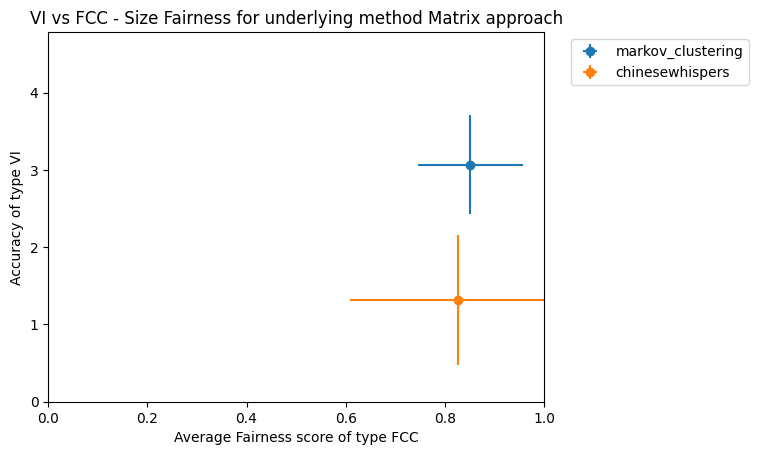 VI vs FCC - Size Fairness for underlying method Matrix approach
markov_clustering
chinesewhispers
Accuracy of type VI
4
3
2
1
0
0.0 0.2 0.4 0.6 0.8 1.0
Average Fairness score of type FCC